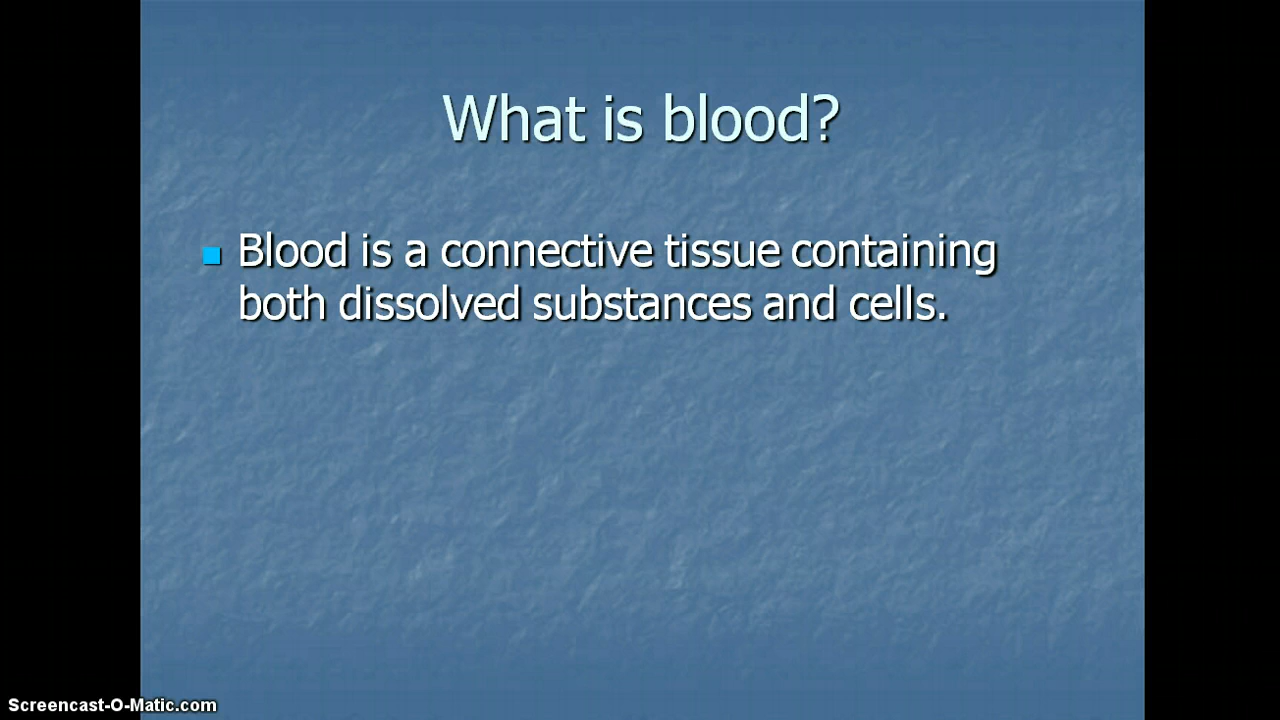 What is blood?
Blood is a connective tissue containing
both dissolved substances and cells.
Screencast-O-Matic.com